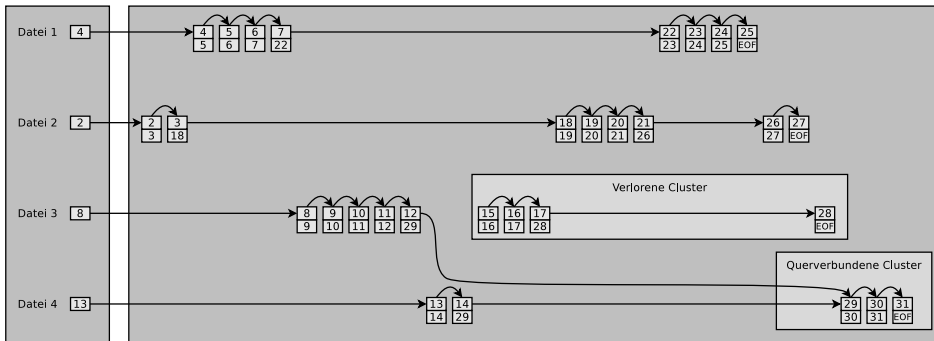 Datei 1 4 4 5 6 7 22 23 24 25
5 6 7 22 23 24 25 EOF
Datei 2 2 2 3 18 19 20 21 26 27
3 18 19 20 21 26 27 EOF
Verlorene Cluster
Datei 3 8 8 9 10 11 12 15 16 17 28
9 10 11 12 29 16 17 28 EOF
Querverbundene Cluster
Datei 4 13 13 14 29 30 31
14 29 30 31 EOF